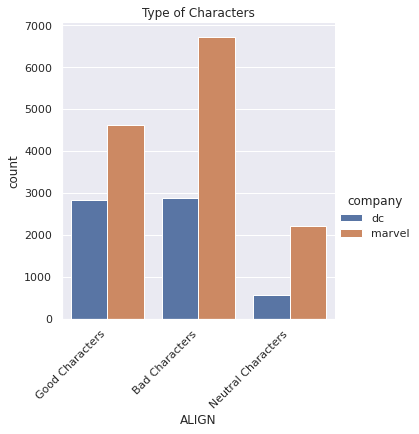 Type of Characters
7000
6000
5000
4000
3000
2000
1000
0
count
Good Characters
Bad Characters
Neutral Characters
ALIGN
company
dc
marvel